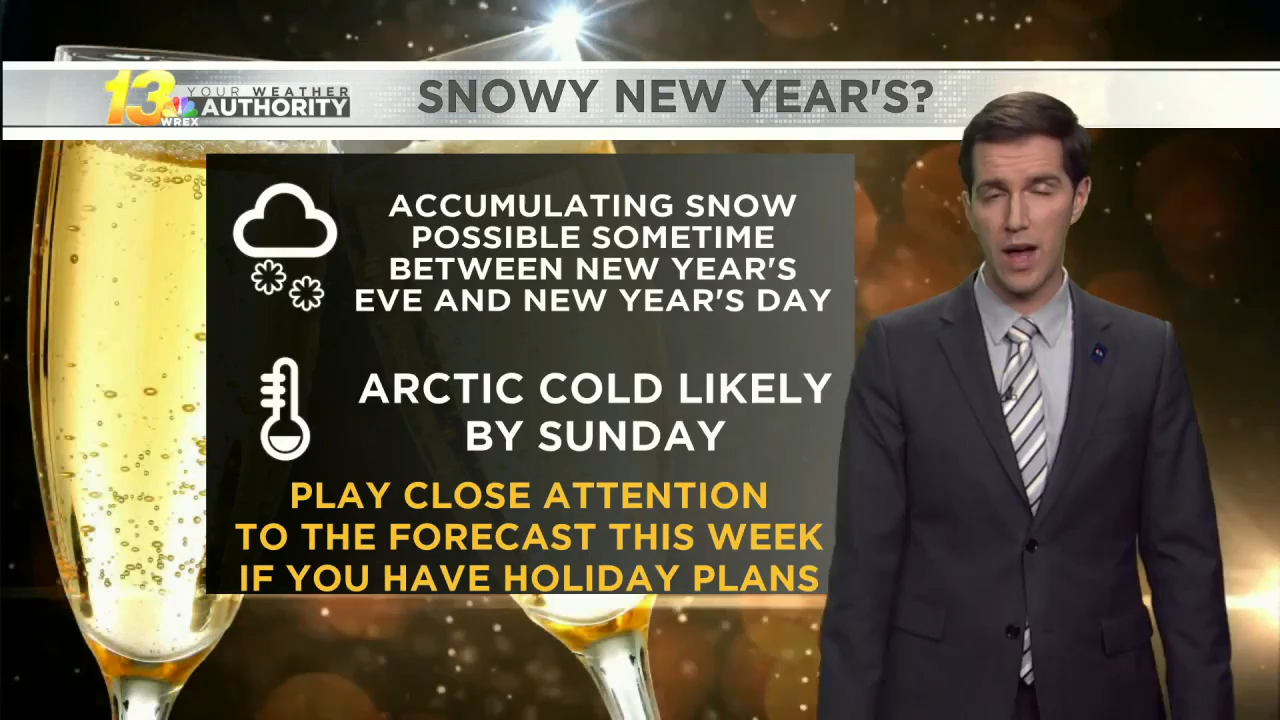 13 YOUR WEATHER
WREX AUTHORITY
SNOWY NEW YEAR'S?
ACCUMULATING SNOW
POSSIBLE SOMETIME
BETWEEN NEW YEAR'S
EVE AND NEW YEAR'S DAY
ARCTIC COLD LIKELY
BY SUNDAY
PLAY CLOSE ATTENTION
TO THE FORECAST THIS WEEK
IF YOU HAVE HOLIDAY PLANS